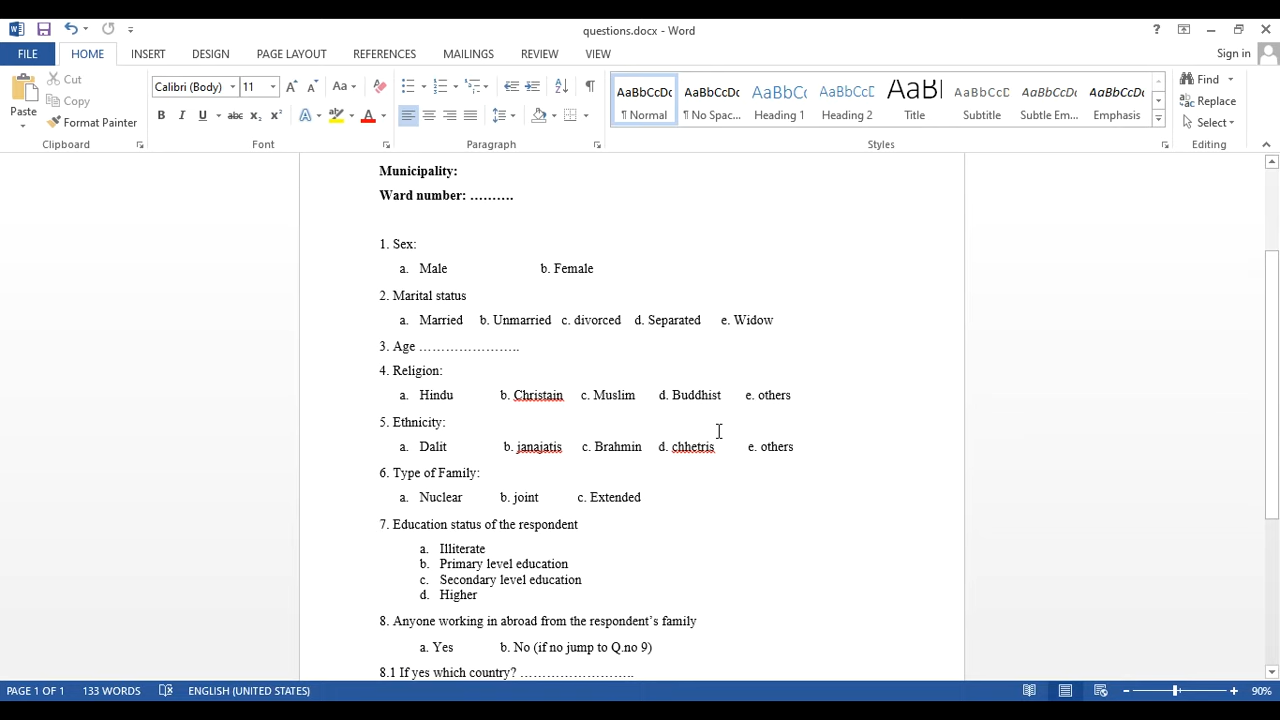 questions.docx - Word
?
FILE HOME INSERT DESIGN PAGE LAYOUT REFERENCES MAILINGS REVIEW VIEW Sign in
Paste
Cut
Copy
Format Painter
Calibri (Body) 11
B I U abc x₂ x²
AaBbCcDc AaBbCcDc AaBbCc AaBbCcD AaBl AaBbCcD AaBbCcDc AaBbCcDc
¶ Normal ¶ No Spac... Heading 1 Heading 2 Title Subtitle Subtle Em... Emphasis
Find
Replace
Select
Clipboard Font Paragraph Styles Editing
Municipality:
Ward number: ……….
1. Sex:
a. Male b. Female
2. Marital status
a. Married b. Unmarried c. divorced d. Separated e. Widow
3. Age …………………..
4. Religion:
a. Hindu b. Christain c. Muslim d. Buddhist e. others
5. Ethnicity:
a. Dalit b. janajatis c. Brahmin d. chhetris e. others
6. Type of Family:
a. Nuclear b. joint c. Extended
7. Education status of the respondent
a. Illiterate
b. Primary level education
c. Secondary level education
d. Higher
8. Anyone working in abroad from the respondent’s family
a. Yes b. No (if no jump to Q.no 9)
8.1 If yes which country? ……………………..
PAGE 1 OF 1 133 WORDS ENGLISH (UNITED STATES) 90%